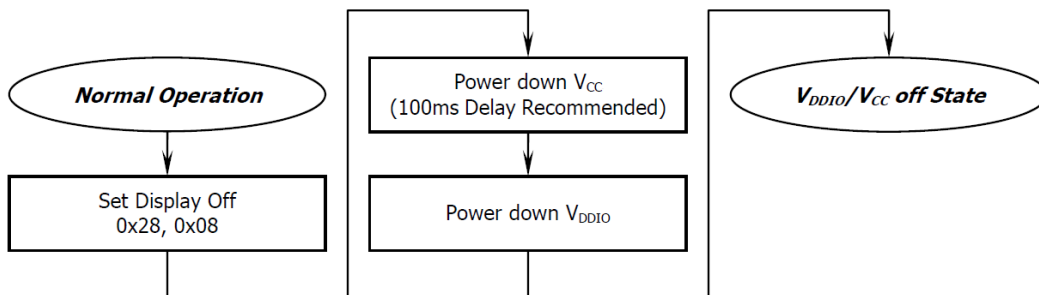 Normal Operation
Set Display Off
0x28, 0x08
Power down VCC
(100ms Delay Recommended)
Power down VDDIO
VDDIO/VCC off State